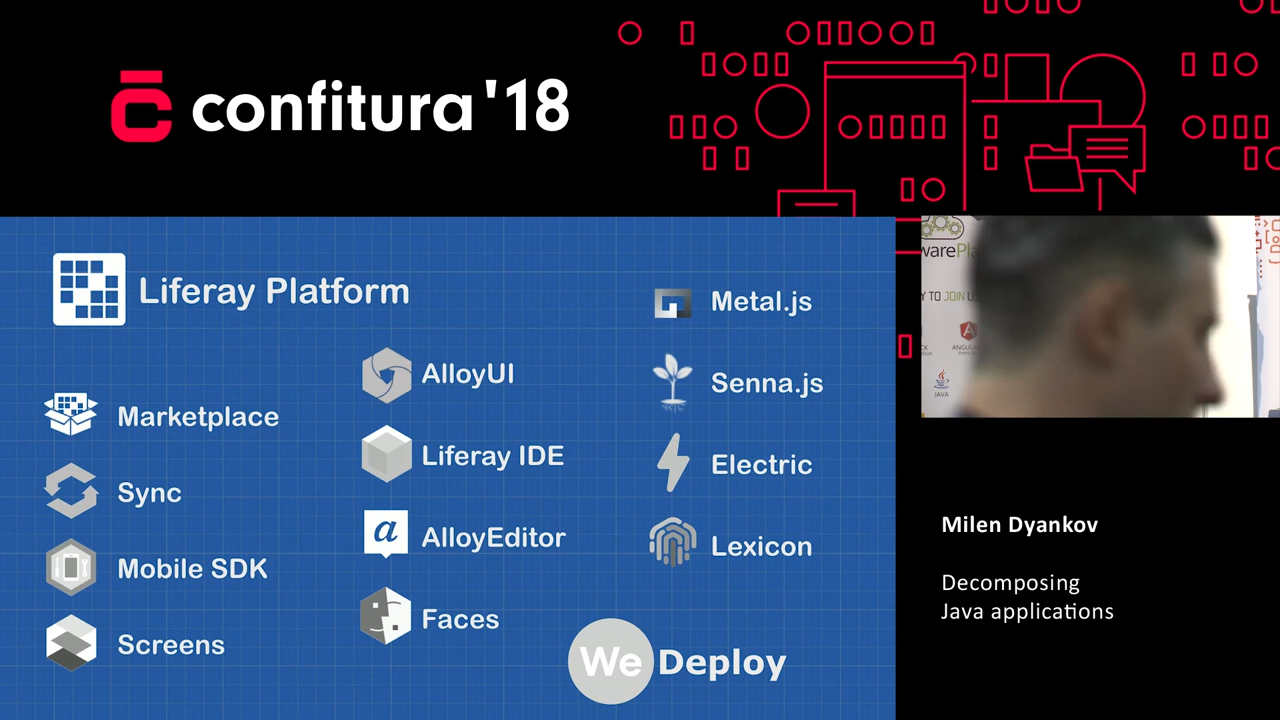 confitura '18
Liferay Platform
Marketplace
Sync
Mobile SDK
Screens
AlloyUI
Liferay IDE
a AlloyEditor
Faces
Metal.js
Senna.js
Electric
Lexicon
We Deploy
JAVA
Milen Dyankov
Decomposing
Java applications